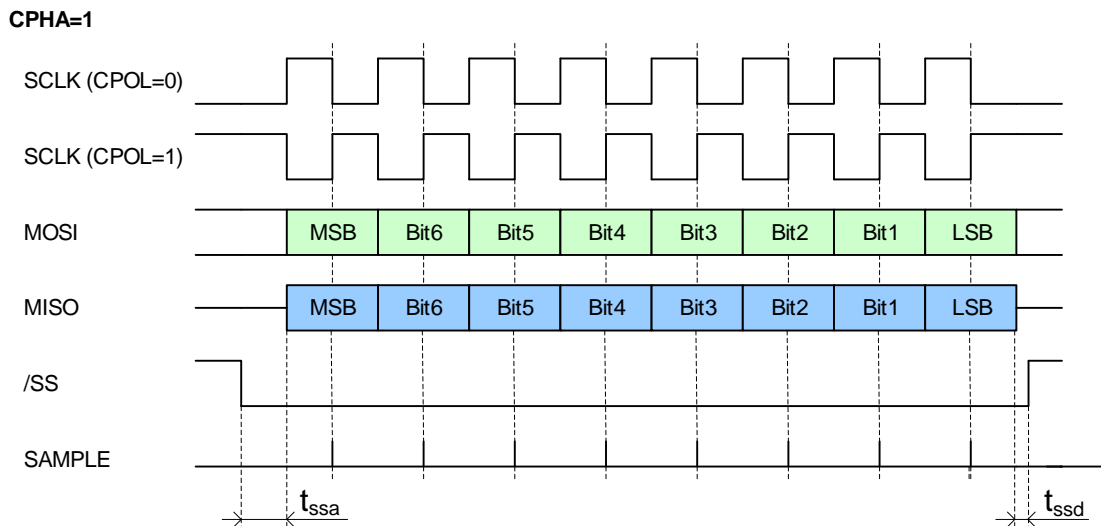 CPHA=1
SCLK (CPOL=0)
SCLK (CPOL=1)
MOSI MSB Bit6 Bit5 Bit4 Bit3 Bit2 Bit1 LSB
MISO MSB Bit6 Bit5 Bit4 Bit3 Bit2 Bit1 LSB
/SS
SAMPLE
tssa tssd